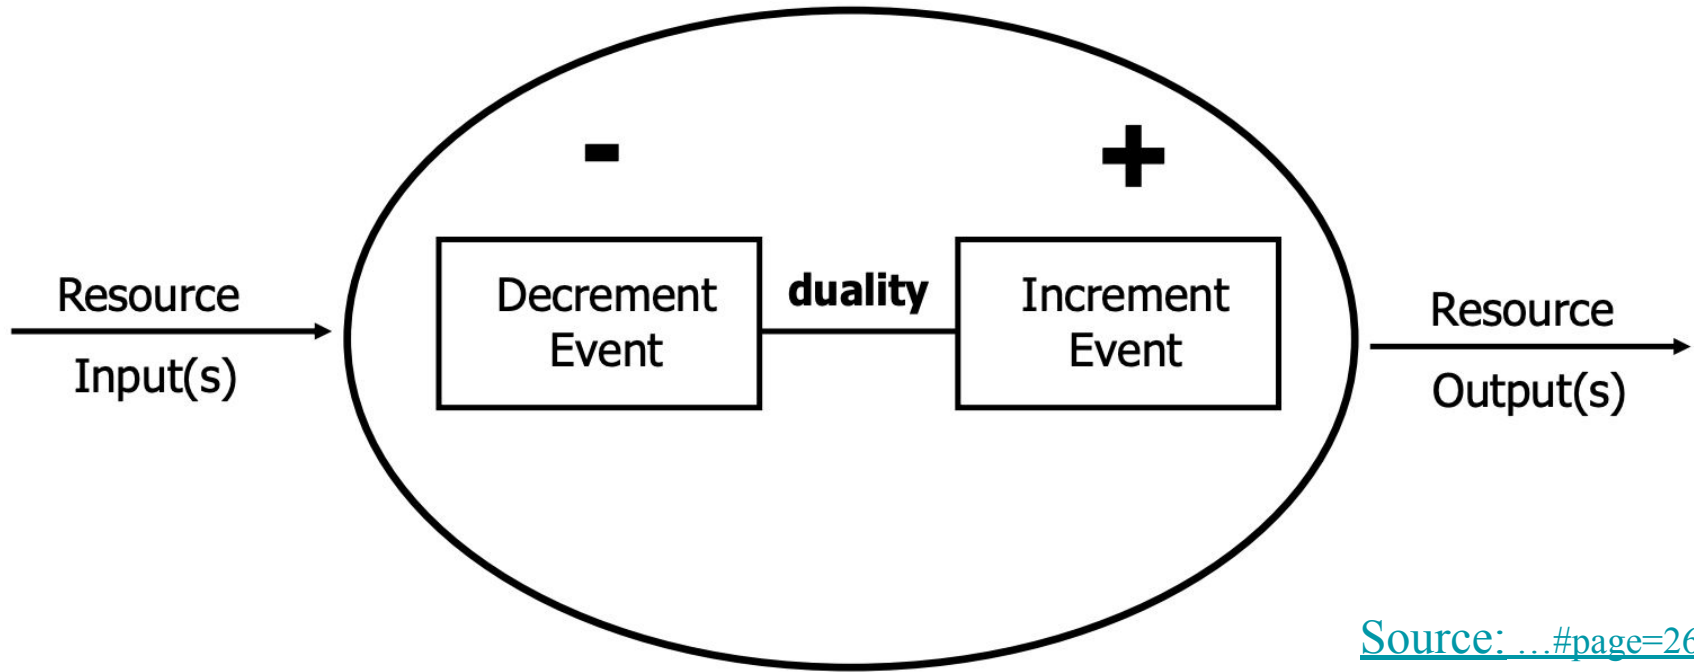 -
+
Resource
Input(s)
Decrement
Event
duality
Increment
Event
Resource
Output(s)
Source: …#page=26